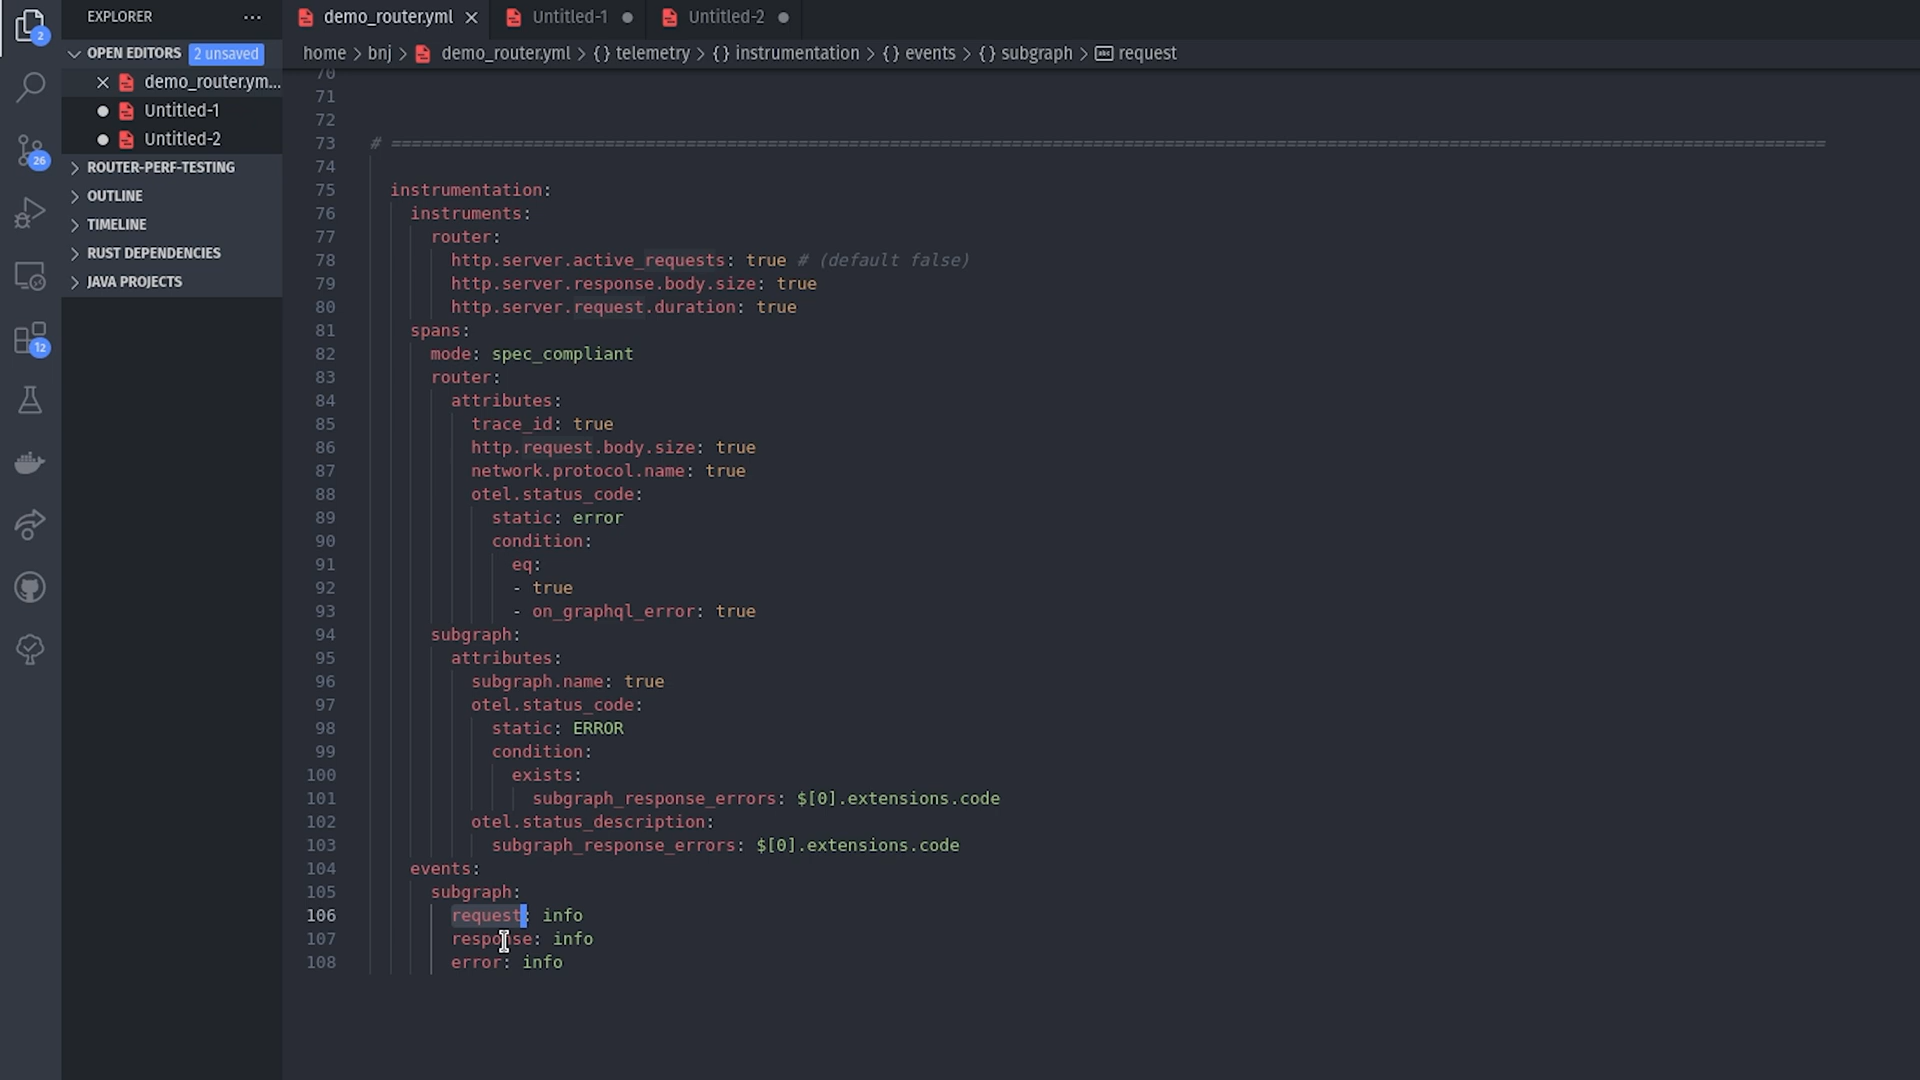 EXPLORER
OPEN EDITORS 2 unsaved
demo_router.ym...
Untitled-1
Untitled-2
ROUTER-PERF-TESTING
OUTLINE
TIMELINE
RUST DEPENDENCIES
JAVA PROJECTS
2
26
12
demo_router.yml Untitled-1 Untitled-2
home > bnj > demo_router.yml > {} telemetry > {} instrumentation > {} events > {} subgraph > request
70
71
72
73 # =============================================================================================================================================
74
75 instrumentation:
76 instruments:
77 router:
78 http.server.active_requests: true # (default false)
79 http.server.response.body.size: true
80 http.server.request.duration: true
81 spans:
82 mode: spec_compliant
83 router:
84 attributes:
85 trace_id: true
86 http.request.body.size: true
87 network.protocol.name: true
88 otel.status_code:
89 static: error
90 condition:
91 eq:
92 - true
93 - on_graphql_error: true
94 subgraph:
95 attributes:
96 subgraph.name: true
97 otel.status_code:
98 static: ERROR
99 condition:
100 exists:
101 subgraph_response_errors: $[0].extensions.code
102 otel.status_description:
103 subgraph_response_errors: $[0].extensions.code
104 events:
105 subgraph:
106 request: info
107 response: info
108 error: info